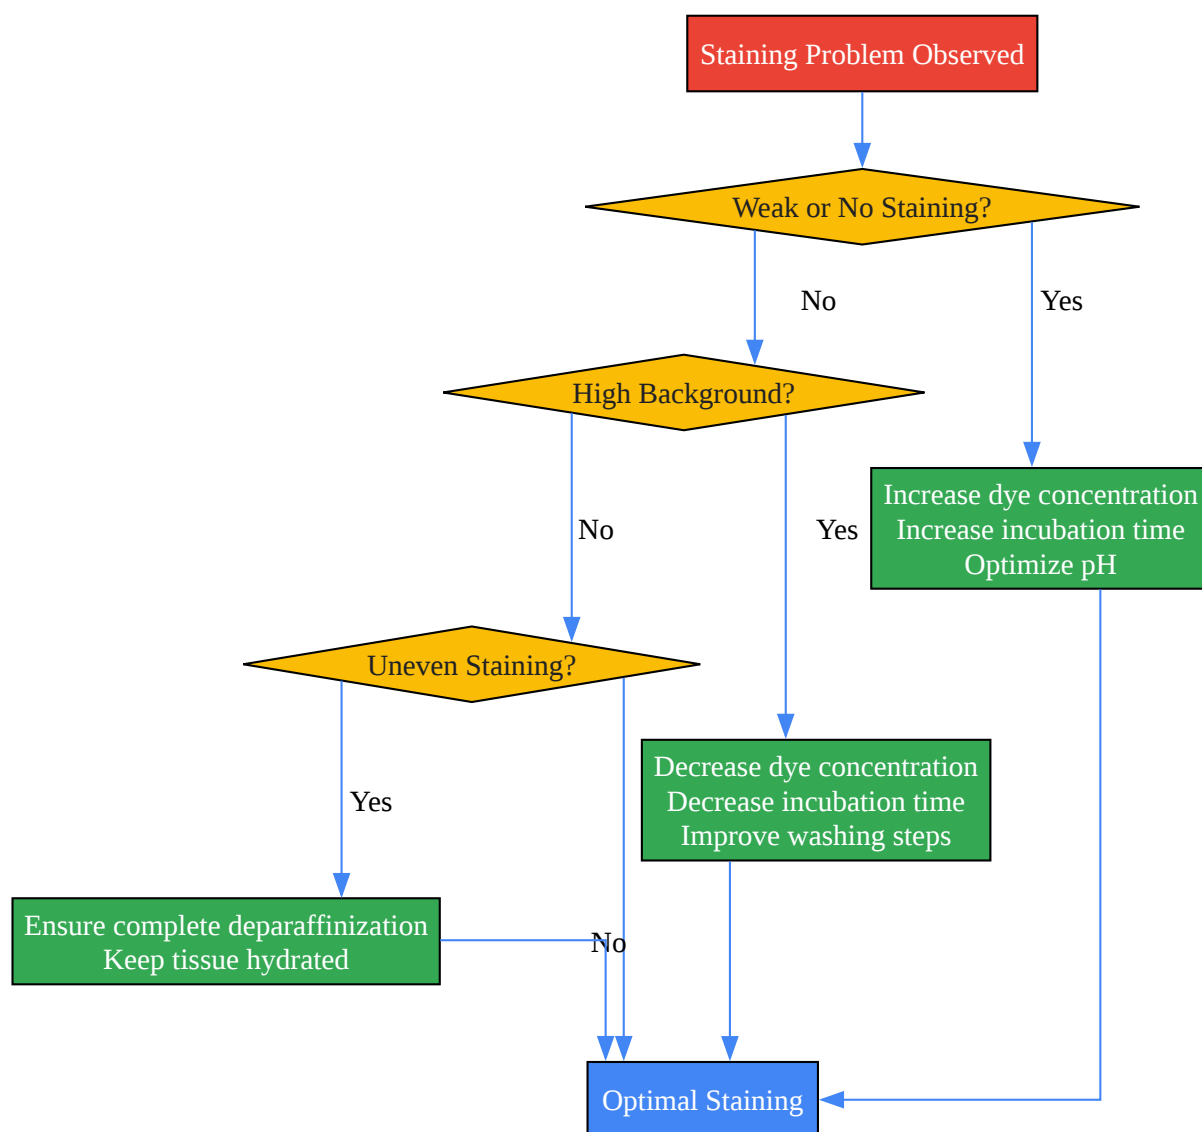 Staining Problem Observed
Weak or No Staining?
No
Yes
High Background?
Increase dye concentration
Increase incubation time
Optimize pH
No
Yes
Uneven Staining?
Decrease dye concentration
Decrease incubation time
Improve washing steps
Yes
Ensure complete deparaffinization
Keep tissue hydrated
No
Optimal Staining